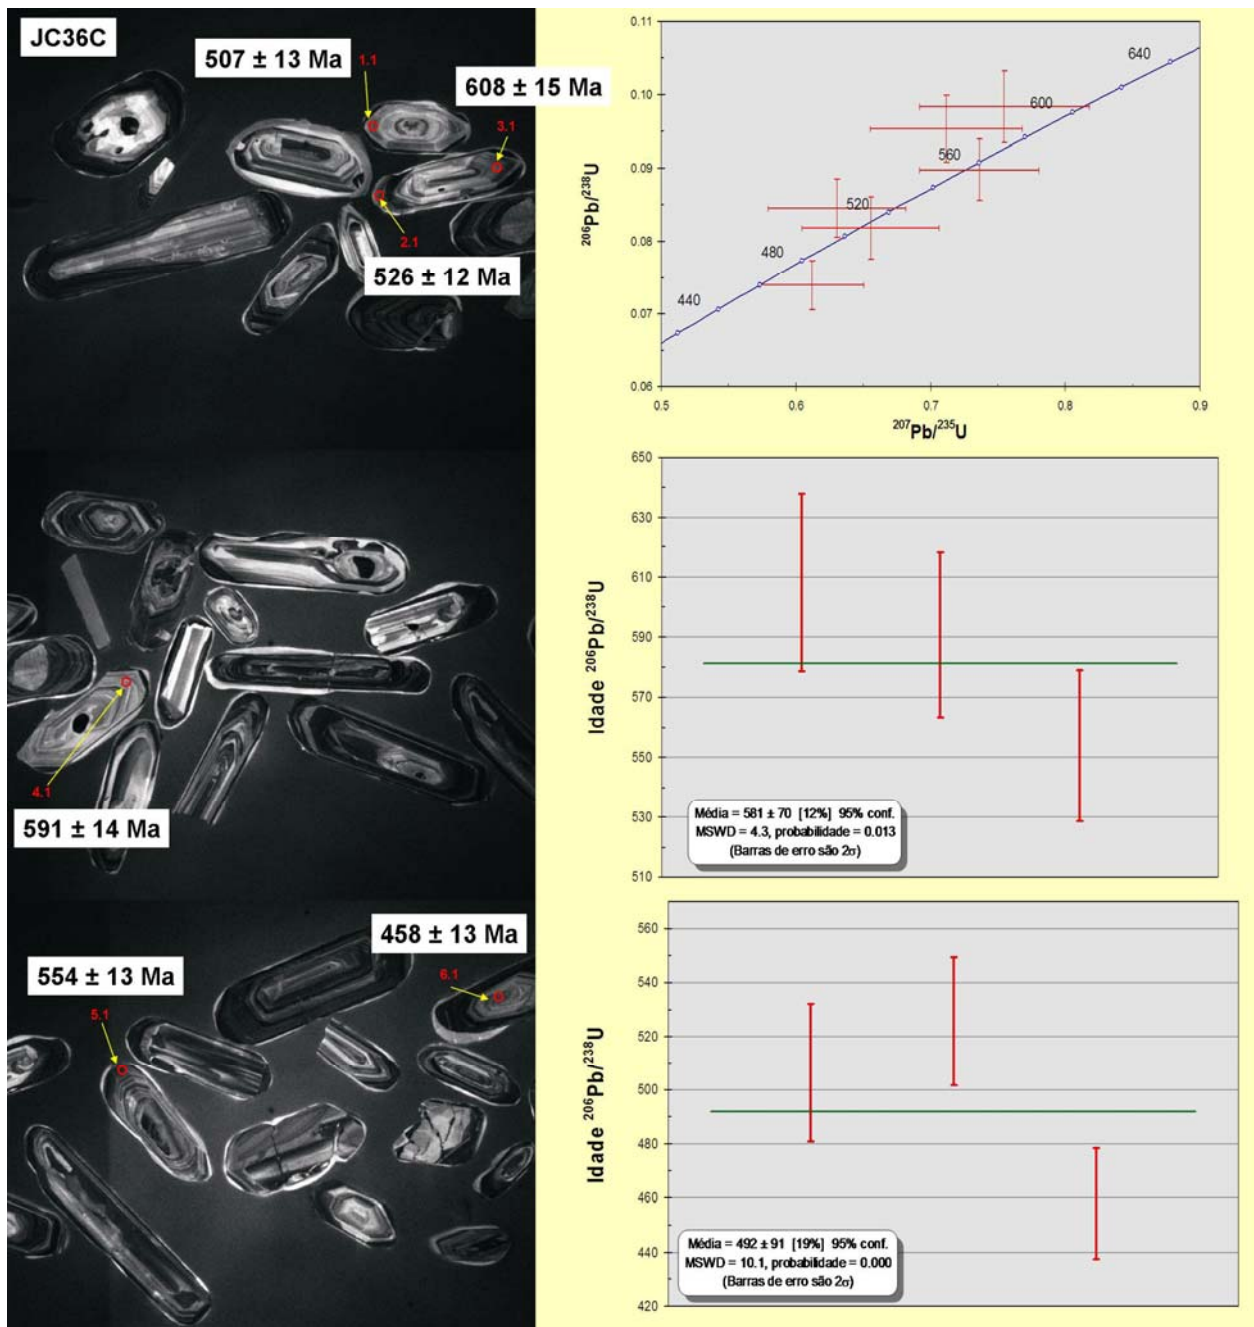 JC36C
507 ± 13 Ma
1.1
608 ± 15 Ma
3.1
2.1
526 ± 12 Ma
4.1
591 ± 14 Ma
458 ± 13 Ma
554 ± 13 Ma
6.1
5.1
0.11
0.10
0.09
0.08
0.07
0.06
²⁰⁶Pb/²³⁸U
640
600
560
520
480
440
0.5
0.6
0.7
0.8
0.9
²⁰⁷Pb/²³⁵U
650
630
610
590
570
550
530
510
Idade ²⁰⁶Pb/²³⁸U
Média = 581 ± 70 [12%] 95% conf.
MSWD = 4.3, probabilidade = 0.013
(Barras de erro são 2σ)
560
540
520
500
480
460
440
420
Idade ²⁰⁶Pb/²³⁸U
Média = 492 ± 91 [19%] 95% conf.
MSWD = 10.1, probabilidade = 0.000
(Barras de erro são 2σ)